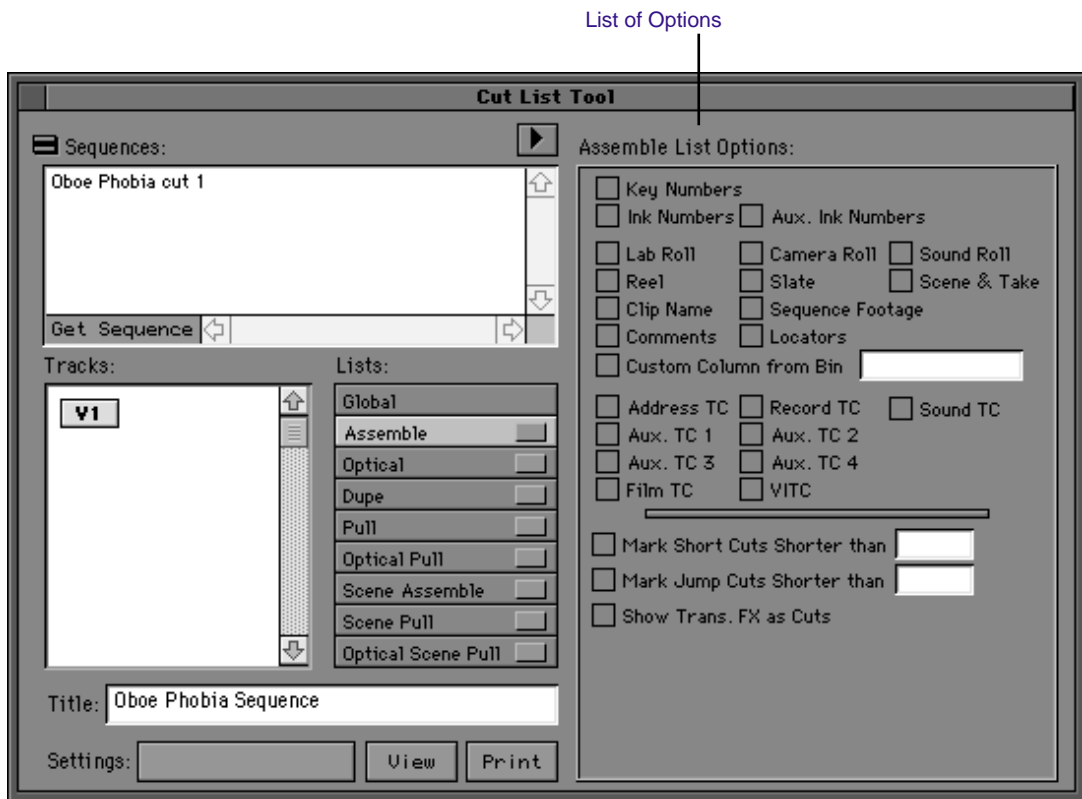 List of Options
Cut List Tool
Sequences:
Oboe Phobia cut 1
Get Sequence
Tracks:
V1
Lists:
Global
Assemble
Optical
Dupe
Pull
Optical Pull
Scene Assemble
Scene Pull
Optical Scene Pull
Title: Oboe Phobia Sequence
Settings: View Print
Assemble List Options:
Key Numbers
Ink Numbers Aux. Ink Numbers
Lab Roll Camera Roll Sound Roll
Reel Slate Scene & Take
Clip Name Sequence Footage
Comments Locators
Custom Column from Bin
Address TC Record TC Sound TC
Aux. TC 1 Aux. TC 2
Aux. TC 3 Aux. TC 4
Film TC VITC
Mark Short Cuts Shorter than
Mark Jump Cuts Shorter than
Show Trans. FX as Cuts